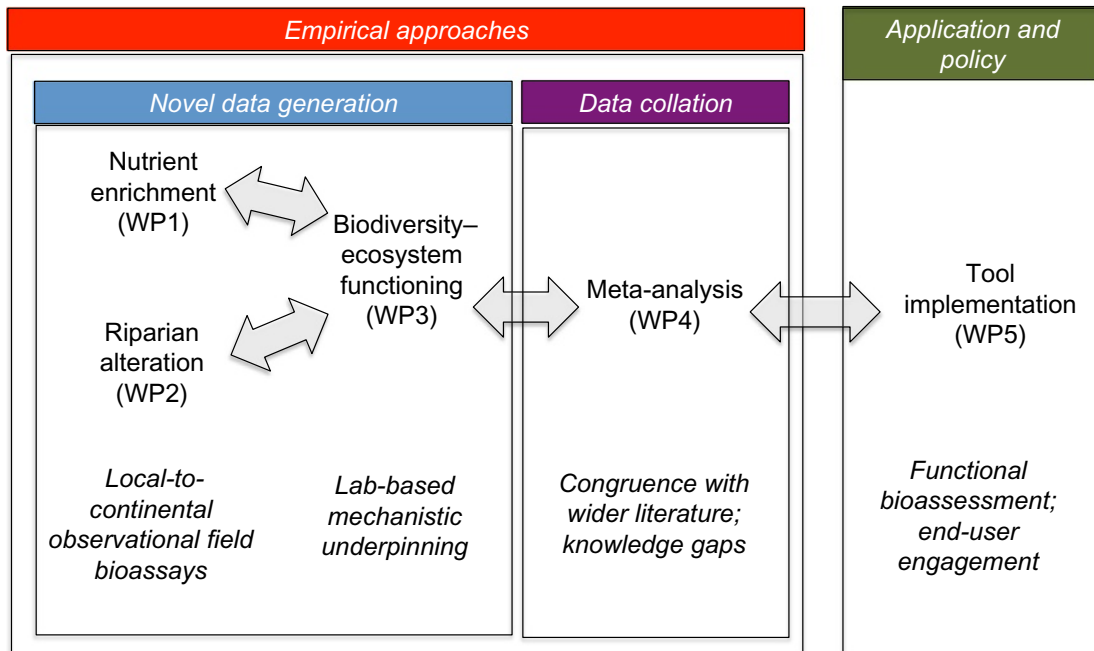 Empirical approaches
Application and
policy
Novel data generation
Data collation
Nutrient
enrichment
(WP1)
Riparian
alteration
(WP2)
Biodiversity–
ecosystem
functioning
(WP3)
Meta-analysis
(WP4)
Tool
implementation
(WP5)
Local-to-
continental
observational field
bioassays
Lab-based
mechanistic
underpinning
Congruence with
wider literature;
knowledge gaps
Functional
bioassessment;
end-user
engagement